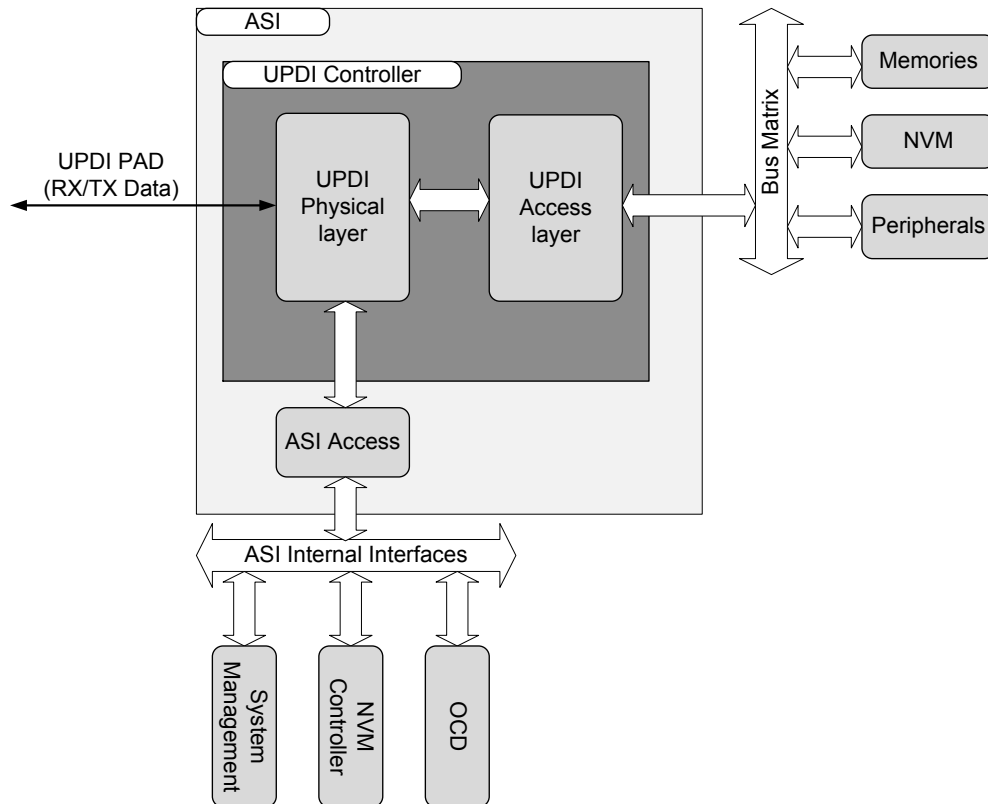 ASI
UPDI Controller
UPDI PAD
(RX/TX Data)
UPDI
Physical
layer
UPDI
Access
layer
Bus Matrix
Memories
NVM
Peripherals
ASI Access
ASI Internal Interfaces
System
Management
NVM
Controller
OCD